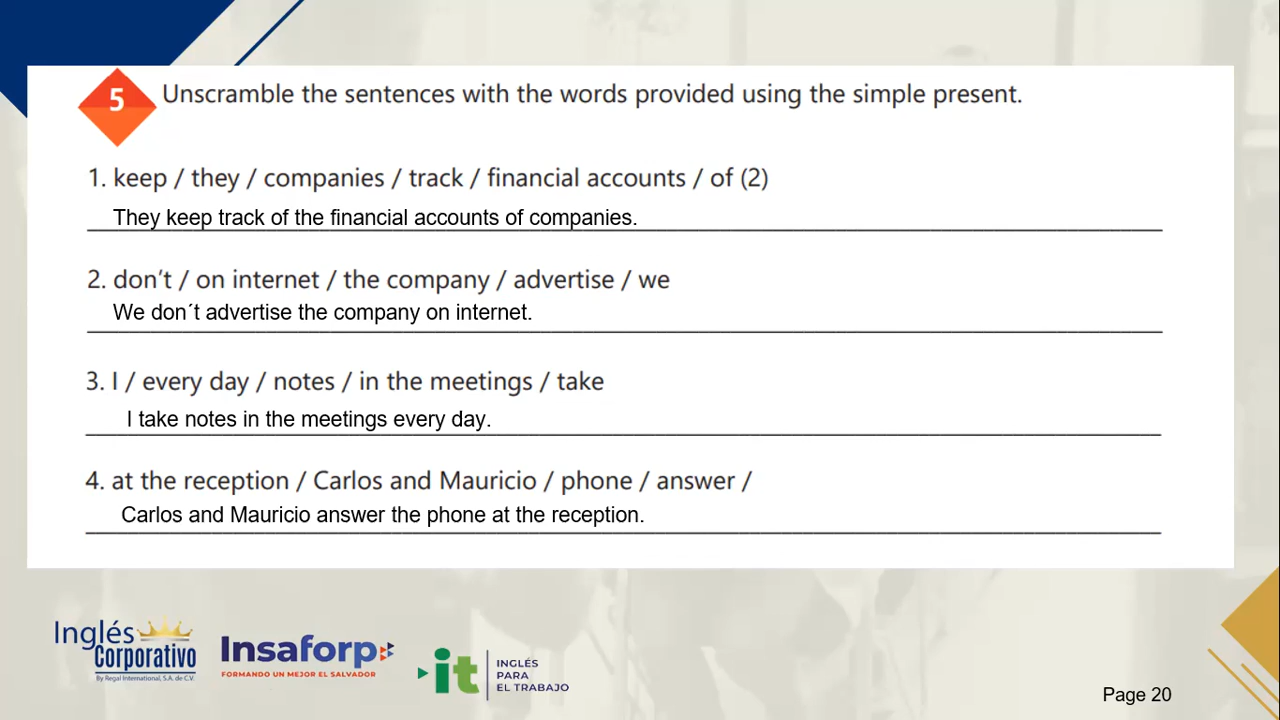 5 Unscramble the sentences with the words provided using the simple present.
1. keep / they / companies / track / financial accounts / of (2)
They keep track of the financial accounts of companies.
2. don't / on internet / the company / advertise / we
We don´t advertise the company on internet.
3. I / every day / notes / in the meetings / take
I take notes in the meetings every day.
4. at the reception / Carlos and Mauricio / phone / answer /
Carlos and Mauricio answer the phone at the reception.
Inglés
Corporativo
By Regal International, S.A. de C.V.
Insaforp
FORMANDO UN MEJOR EL SALVADOR
it
INGLÉS
PARA
EL TRABAJO
Page 20